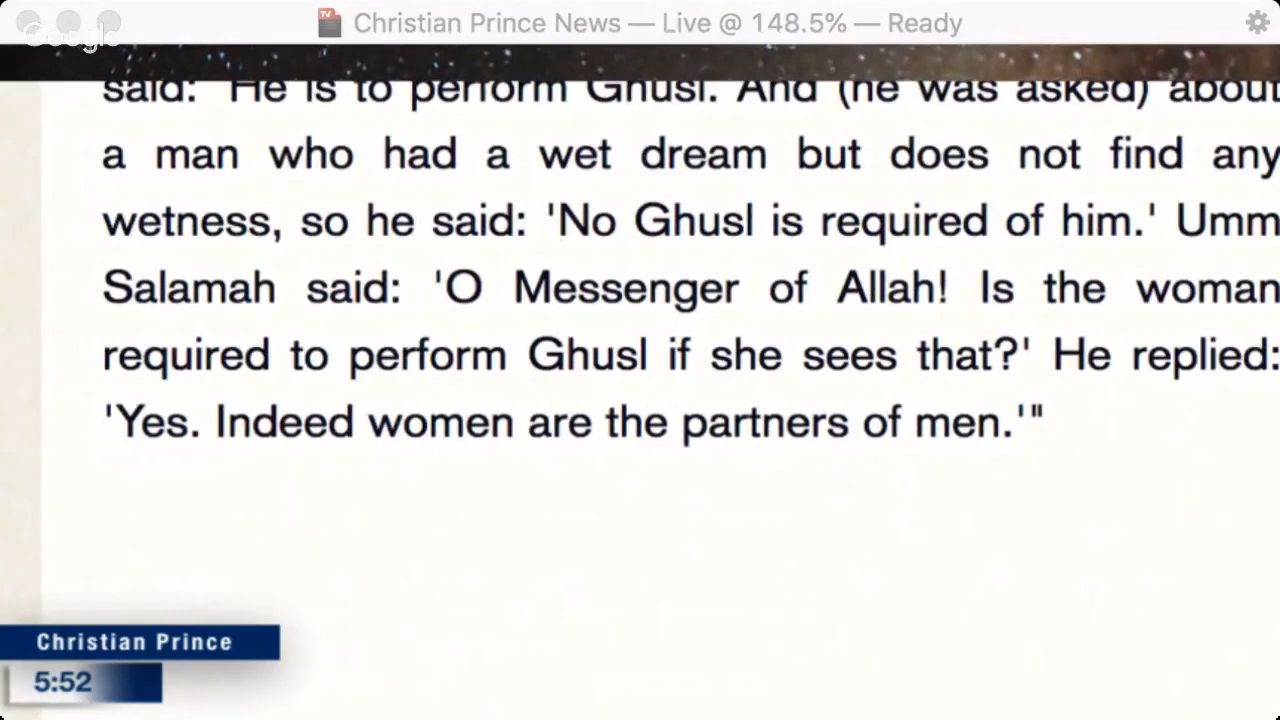 Christian Prince News — Live @ 148.5% — Ready
Google
said: 'He is to perform Ghusl.' And (he was asked) about
a man who had a wet dream but does not find any
wetness, so he said: 'No Ghusl is required of him.' Umm
Salamah said: 'O Messenger of Allah! Is the woman
required to perform Ghusl if she sees that?' He replied:
'Yes. Indeed women are the partners of men.'"
Christian Prince
5:52